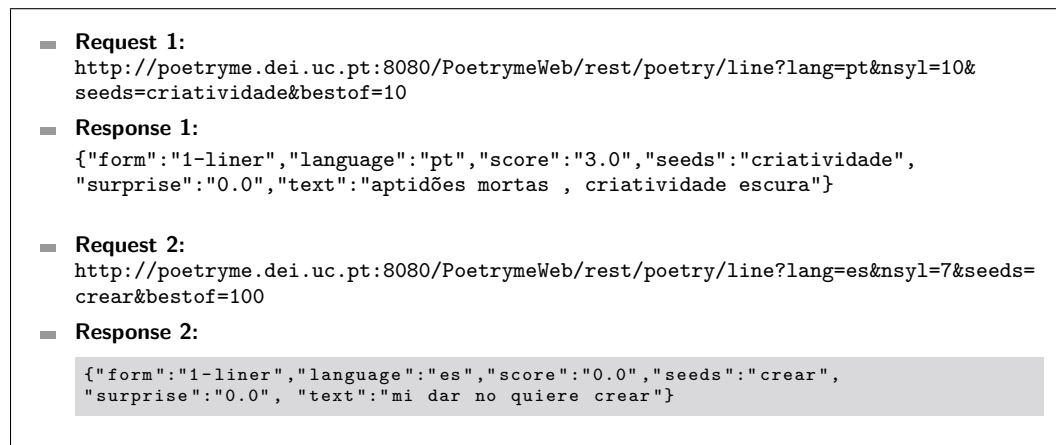 Request 1:
http://poetryme.dei.uc.pt:8080/PoetrymeWeb/rest/poetry/line?lang=pt&nsyl=10&
seeds=criatividade&bestof=10
Response 1:
{"form":"1-liner","language":"pt","score":"3.0","seeds":"criatividade",
"surprise":"0.0","text":"aptidões mortas , criatividade escura"}
Request 2:
http://poetryme.dei.uc.pt:8080/PoetrymeWeb/rest/poetry/line?lang=es&nsyl=7&seeds=
crear&bestof=100
Response 2:
{"form":"1-liner","language":"es","score":"0.0","seeds":"crear",
"surprise":"0.0", "text":"mi dar no quiere crear"}